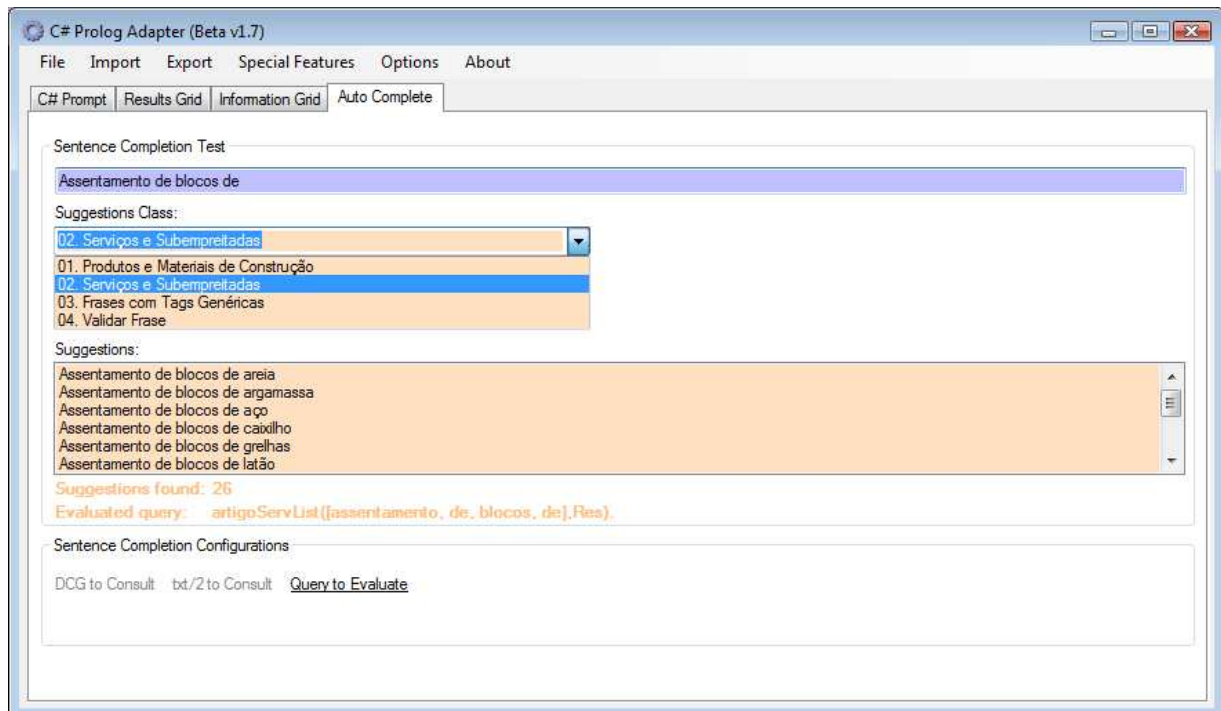 C# Prolog Adapter (Beta v1.7)
File Import Export Special Features Options About
C# Prompt Results Grid Information Grid Auto Complete
Sentence Completion Test
Assentamento de blocos de
Suggestions Class:
02. Serviços e Subempreitadas
01. Produtos e Materiais de Construção
02. Serviços e Subempreitadas
03. Frases com Tags Genéricas
04. Validar Frase
Suggestions:
Assentamento de blocos de areia
Assentamento de blocos de argamassa
Assentamento de blocos de aço
Assentamento de blocos de caixilho
Assentamento de blocos de grelhas
Assentamento de blocos de latão
Suggestions found: 26
Evaluated query: artigoServList([assentamento, de, blocos, de],Res).
Sentence Completion Configurations
DCG to Consult txt/2 to Consult Query to Evaluate